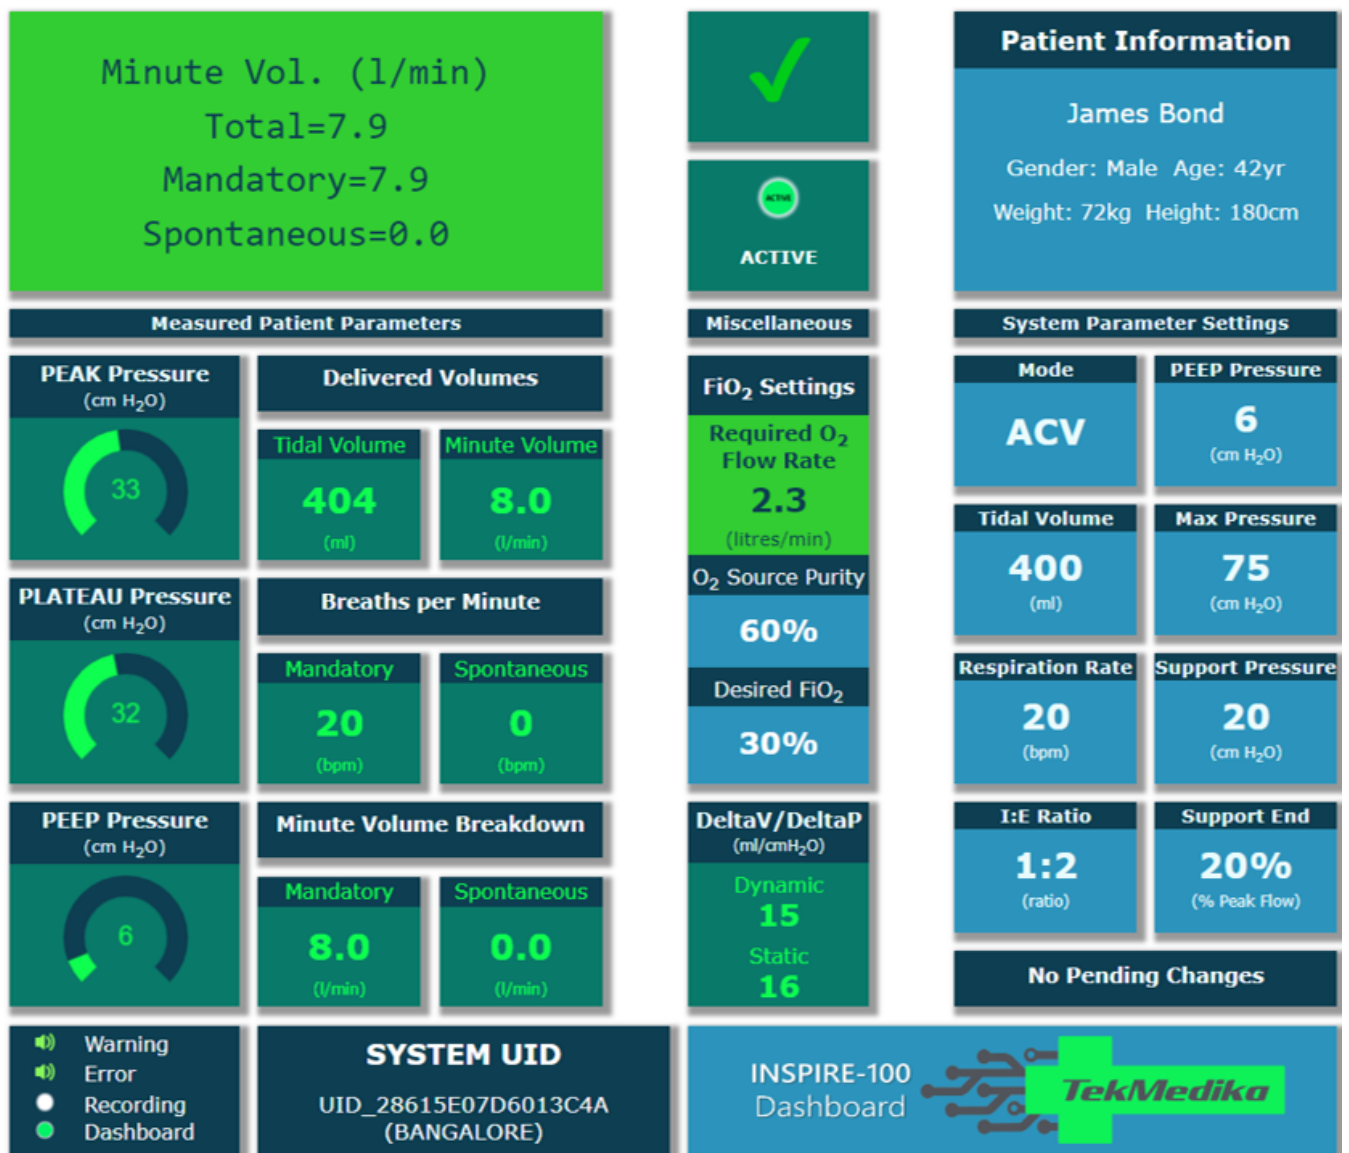 Minute Vol. (l/min)
Total=7.9
Mandatory=7.9
Spontaneous=0.0
ACTIVE
ACTIVE
Patient Information
James Bond
Gender: Male Age: 42yr
Weight: 72kg Height: 180cm
Measured Patient Parameters
PEAK Pressure
(cm H₂O)
33
Delivered Volumes
Tidal Volume
404
(ml)
Minute Volume
8.0
(l/min)
PLATEAU Pressure
(cm H₂O)
32
Breaths per Minute
Mandatory
20
(bpm)
Spontaneous
0
(bpm)
PEEP Pressure
(cm H₂O)
6
Minute Volume Breakdown
Mandatory
8.0
(l/min)
Spontaneous
0.0
(l/min)
Miscellaneous
FiO₂ Settings
Required O₂
Flow Rate
2.3
(litres/min)
O₂ Source Purity
60%
Desired FiO₂
30%
DeltaV/DeltaP
(ml/cmH₂O)
Dynamic
15
Static
16
System Parameter Settings
Mode
ACV
PEEP Pressure
6
(cm H₂O)
Tidal Volume
400
(ml)
Max Pressure
75
(cm H₂O)
Respiration Rate
20
(bpm)
Support Pressure
20
(cm H₂O)
I:E Ratio
1:2
(ratio)
Support End
20%
(% Peak Flow)
No Pending Changes
Warning
Error
Recording
Dashboard
SYSTEM UID
UID_28615E07D6013C4A
(BANGALORE)
INSPIRE-100
Dashboard
TekMedika